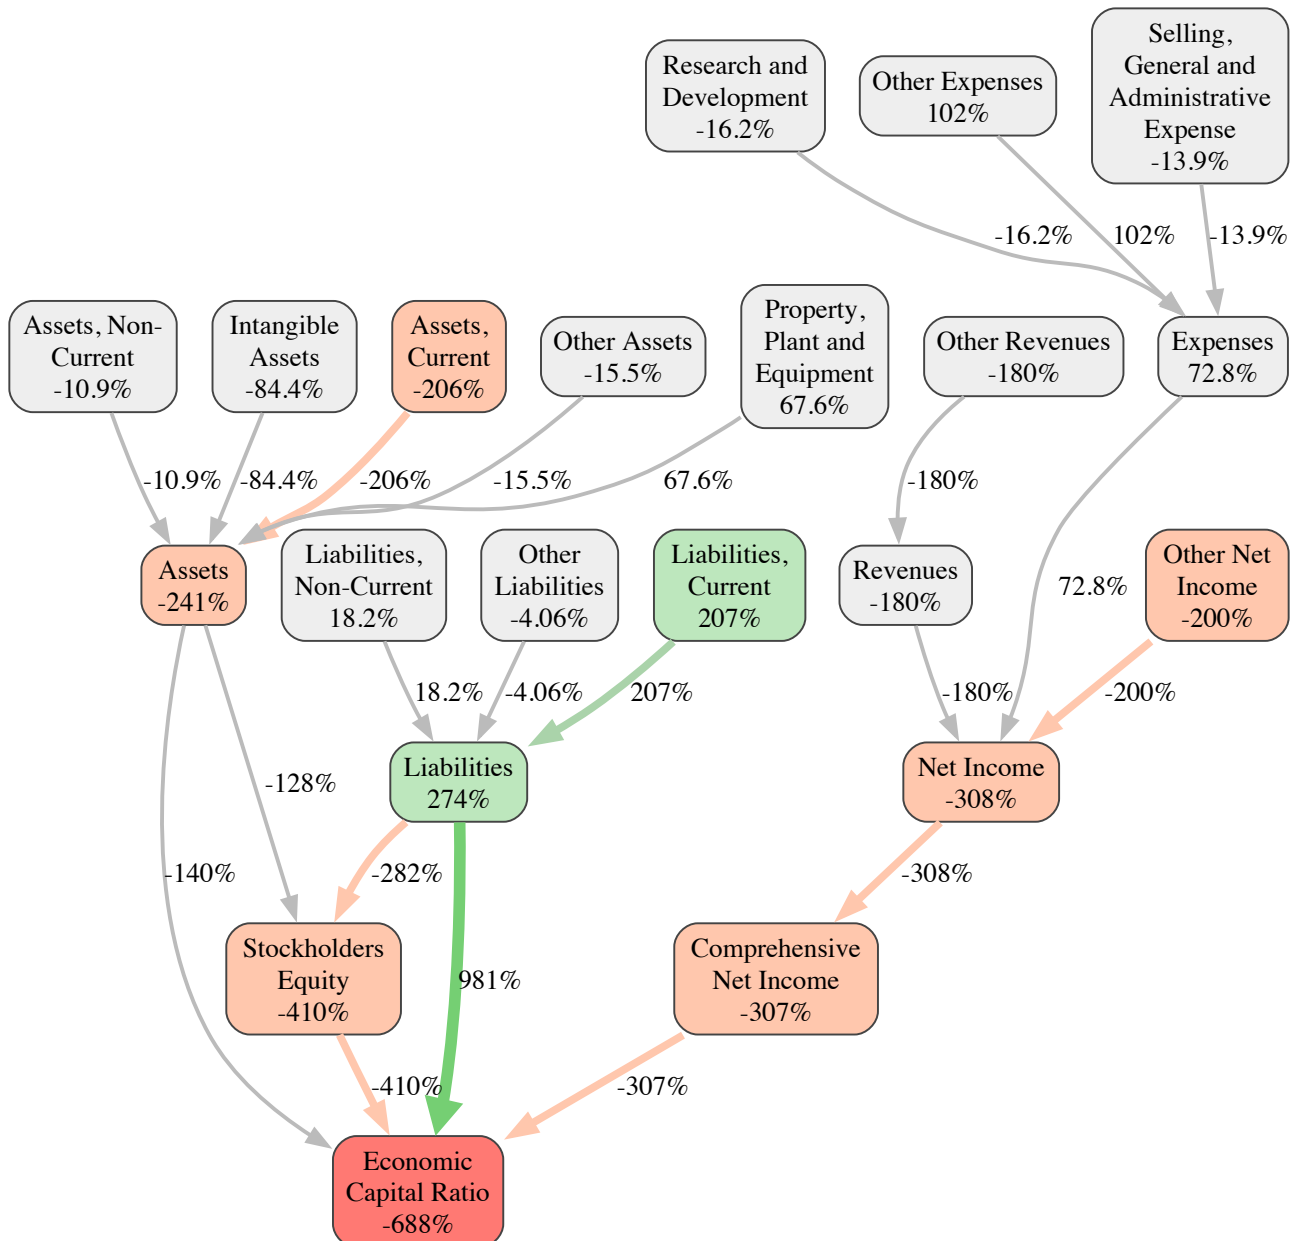 Research and
Development
-16.2%
Other Expenses
102%
Selling,
General and
Administrative
Expense
-13.9%
-16.2%
102%
-13.9%
Assets, Non-
Current
-10.9%
Intangible
Assets
-84.4%
Assets,
Current
-206%
Other Assets
-15.5%
Property,
Plant and
Equipment
67.6%
Other Revenues
-180%
Expenses
72.8%
-10.9%
-84.4%
-206%
-15.5%
67.6%
-180%
Assets
-241%
Liabilities,
Non-Current
18.2%
Other
Liabilities
-4.06%
Liabilities,
Current
207%
Revenues
-180%
72.8%
Other Net
Income
-200%
18.2%
-4.06%
207%
-180%
-200%
-128%
Liabilities
274%
Net Income
-308%
-140%
-282%
-308%
Stockholders
Equity
-410%
981%
Comprehensive
Net Income
-307%
-410%
-307%
Economic
Capital Ratio
-688%